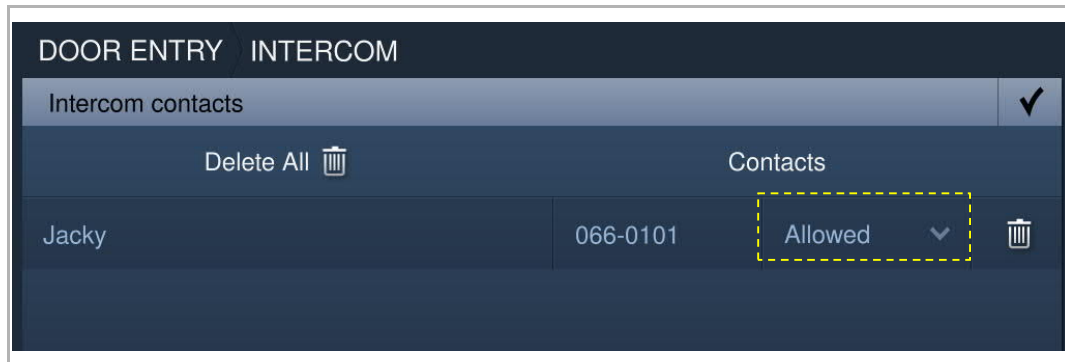 DOOR ENTRY INTERCOM
Intercom contacts
Delete All Contacts
Jacky 066-0101 Allowed